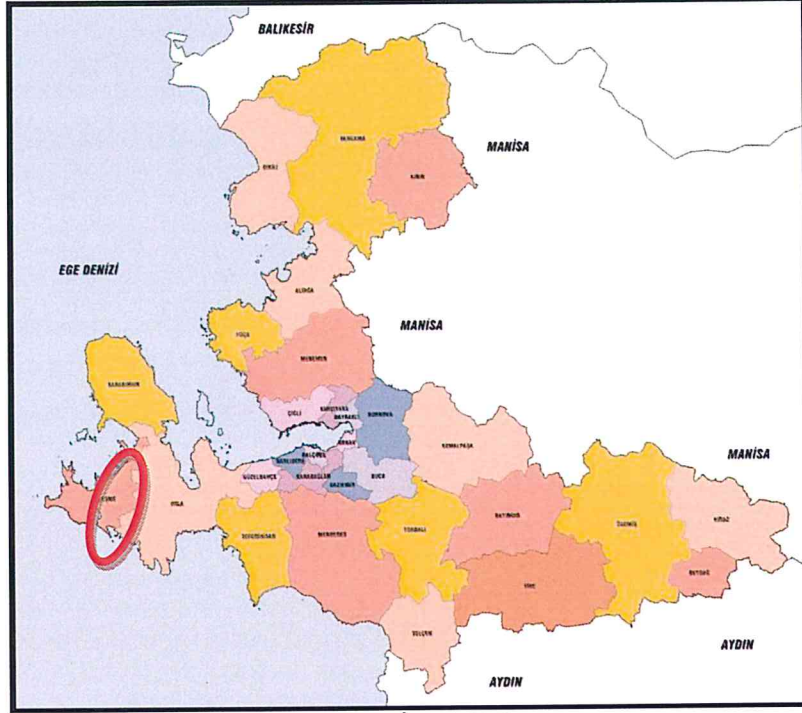 BALIKESİR
BERGAMA
MANİSA
DİKİLİ
KINIK
EGE DENİZİ
ALİAĞA
MANİSA
FOÇA
MENEMEN
KARABURUN
ÇİĞLİ
KARŞIYAKA
BAYRAKLI
BORNOVA
KONAK
KEMALPAŞA
MANİSA
BALÇOVA
NARLIDERE
GÜZELBAHÇE
KARABAĞLAR
BUCA
GAZİEMİR
ÇEŞME
URLA
SEFERİHİSAR
MENDERES
TORBALI
BAYINDIR
ÖDEMİŞ
KİRAZ
BEYDAĞ
TİRE
SELÇUK
AYDIN
AYDIN